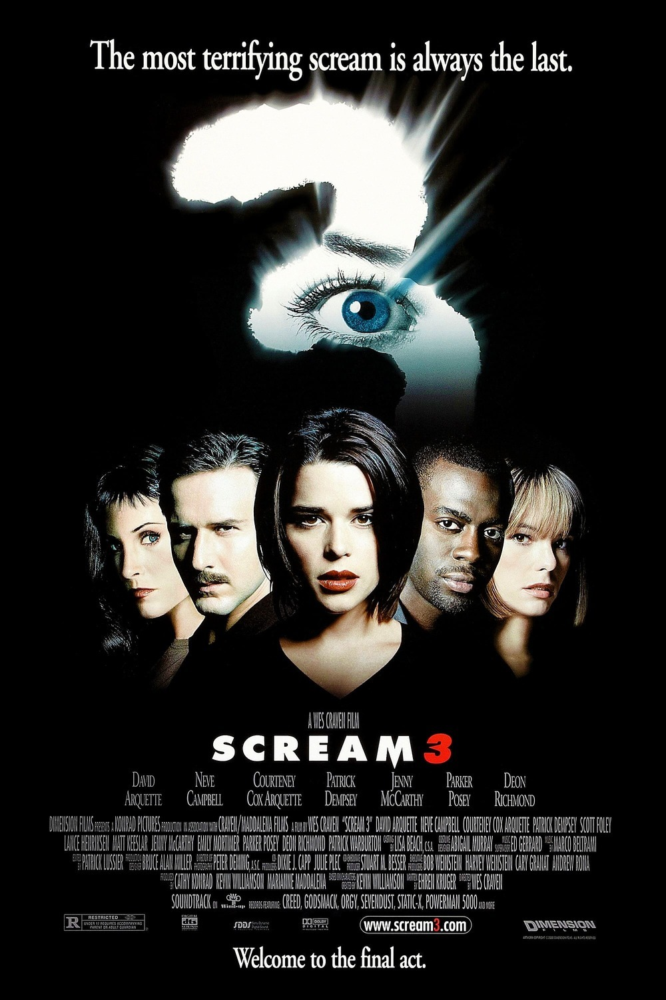 The most terrifying scream is always the last.
A WES CRAVEN FILM
SCREAM 3
DAVID ARQUETTE NEVE CAMPBELL COURTENEY COX ARQUETTE PATRICK DEMPSEY JENNY MCCARTHY PARKER POSEY DEON RICHMOND
DIMENSION FILMS PRESENTS A KONRAD PICTURES PRODUCTION IN ASSOCIATION WITH CRAVEN/MADDALENA FILMS A FILM BY WES CRAVEN "SCREAM 3" DAVID ARQUETTE NEVE CAMPBELL COURTENEY COX ARQUETTE PATRICK DEMPSEY SCOTT FOLEY
LANCE HENRIKSEN MATT KEESLAR JENNY McCARTHY EMILY MORTIMER PARKER POSEY DEON RICHMOND PATRICK WARBURTON CASTING BY LISA BEACH, C.S.A. COSTUME DESIGNER ABIGAIL MURRAY MUSIC SUPERVISOR ED GERRARD MUSIC BY MARCO BELTRAMI
EDITED BY PATRICK LUSSIER PRODUCTION DESIGNER BRUCE ALAN MILLER DIRECTOR OF PHOTOGRAPHY PETER DEMING, A.S.C. CO-PRODUCERS DIXIE J. CAPP JULIE PLEC CO-EXECUTIVE PRODUCER STUART M. BESSER EXECUTIVE PRODUCERS BOB WEINSTEIN HARVEY WEINSTEIN CARY GRANAT ANDREW RONA
PRODUCED BY CATHY KONRAD KEVIN WILLIAMSON MARIANNE MADDALENA BASED ON CHARACTERS CREATED BY KEVIN WILLIAMSON WRITTEN BY EHREN KRUGER DIRECTED BY WES CRAVEN
SOUNDTRACK ON Wind-up RECORDS FEATURING: CREED, GODSMACK, ORGY, SEVENDUST, STATIC-X, POWERMAN 5000 AND MORE
R RESTRICTED UNDER 17 REQUIRES ACCOMPANYING PARENT OR ADULT GUARDIAN DIGITAL dts SOUND SDDS Sony Dynamic Digital Sound DOLBY DIGITAL www.scream3.com DIMENSION FILMS
Welcome to the final act.